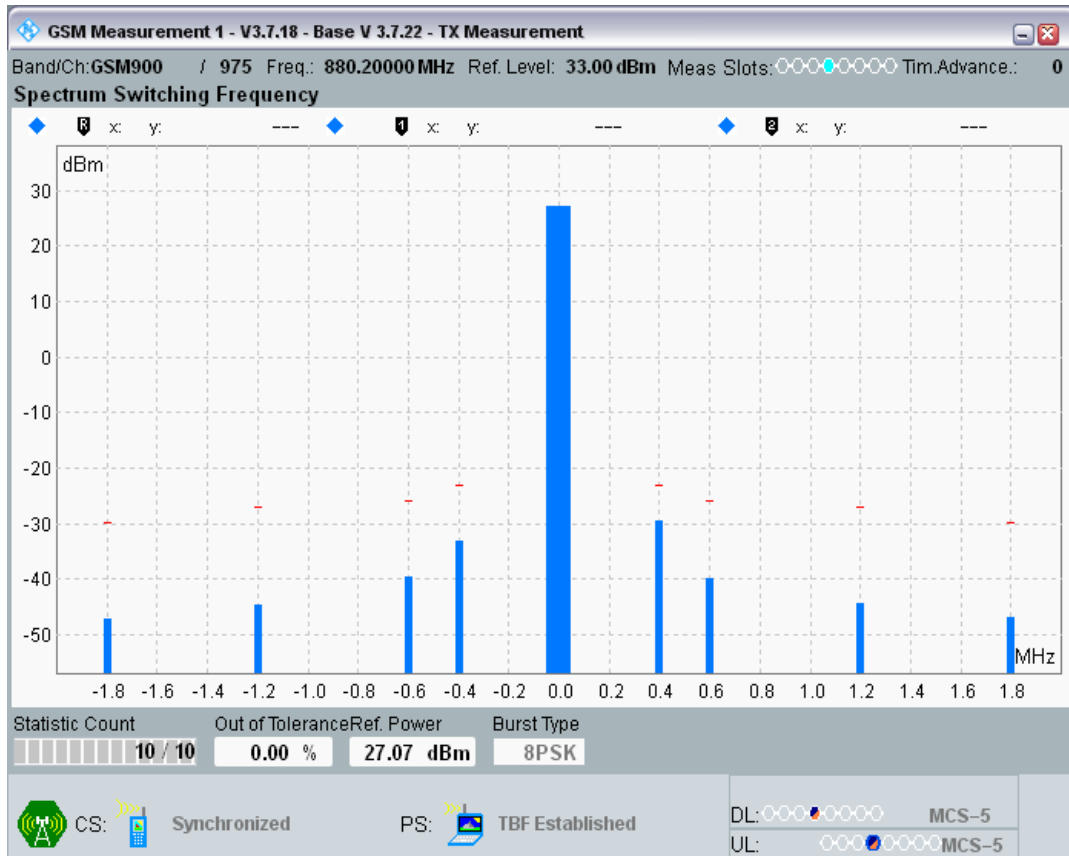 GSM Measurement 1 - V3.7.18 - Base V 3.7.22 - TX Measurement
Band/Ch:GSM900 / 975 Freq.: 880.20000 MHz Ref. Level: 33.00 dBm Meas Slots: Tim.Advance.: 0
Spectrum Switching Frequency
R x: y: --- 1 x: y: --- 2 x: y: ---
dBm
30
20
10
0
-10
-20
-30
-40
-50
MHz
-1.8 -1.6 -1.4 -1.2 -1.0 -0.8 -0.6 -0.4 -0.2 0.0 0.2 0.4 0.6 0.8 1.0 1.2 1.4 1.6 1.8
Statistic Count Out of Tolerance Ref. Power Burst Type
10 / 10 0.00 % 27.07 dBm 8PSK
CS: Synchronized PS: TBF Established DL: MCS-5
UL: MCS-5